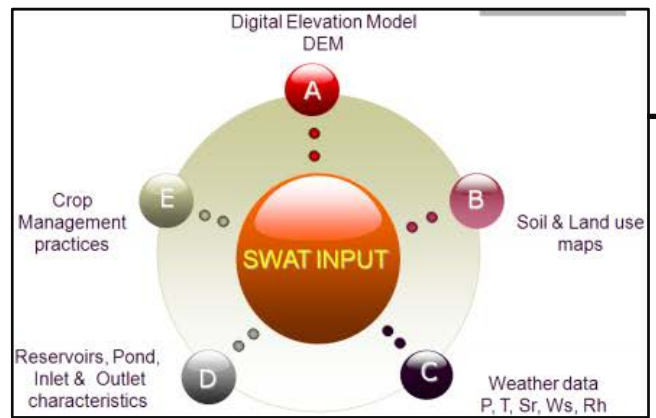 Digital Elevation Model
DEM
A
B
Soil & Land use
maps
C
Weather data
P, T, Sr, Ws, Rh
D
Reservoirs, Pond,
Inlet & Outlet
characteristics
E
Crop
Management
practices
SWAT INPUT